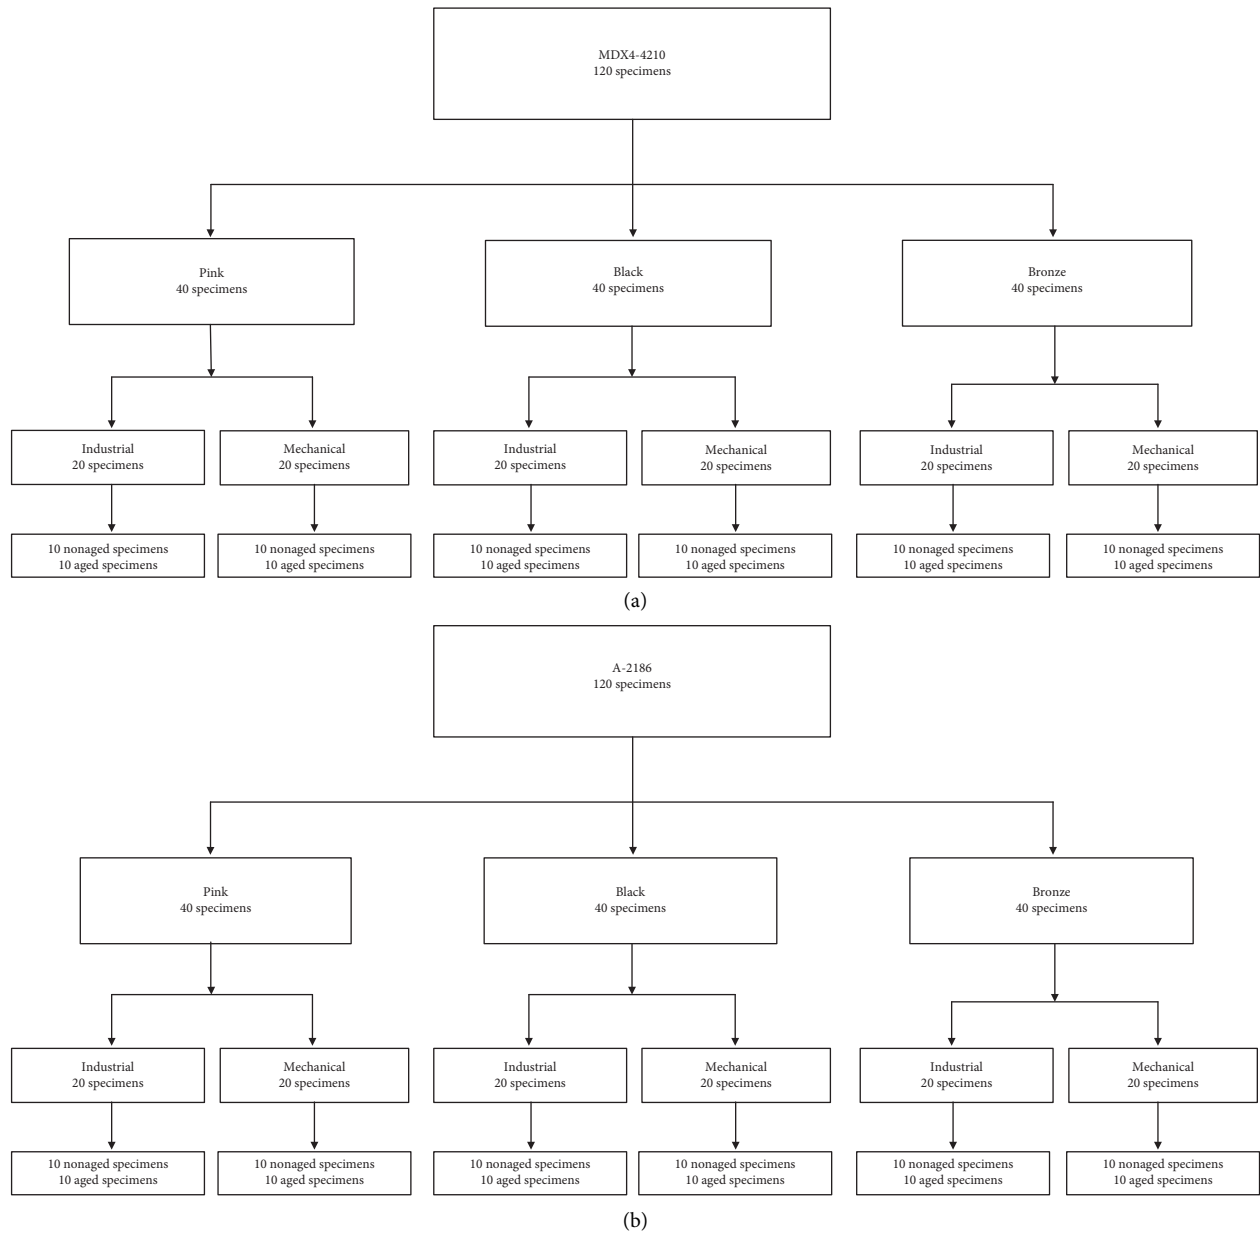 MDX4-4210
120 specimens
Pink
40 specimens
Black
40 specimens
Bronze
40 specimens
Industrial
20 specimens
Mechanical
20 specimens
Industrial
20 specimens
Mechanical
20 specimens
Industrial
20 specimens
Mechanical
20 specimens
10 nonaged specimens
10 aged specimens
10 nonaged specimens
10 aged specimens
10 nonaged specimens
10 aged specimens
10 nonaged specimens
10 aged specimens
10 nonaged specimens
10 aged specimens
10 nonaged specimens
10 aged specimens
(a)
A-2186
120 specimens
Pink
40 specimens
Black
40 specimens
Bronze
40 specimens
Industrial
20 specimens
Mechanical
20 specimens
Industrial
20 specimens
Mechanical
20 specimens
Industrial
20 specimens
Mechanical
20 specimens
10 nonaged specimens
10 aged specimens
10 nonaged specimens
10 aged specimens
10 nonaged specimens
10 aged specimens
10 nonaged specimens
10 aged specimens
10 nonaged specimens
10 aged specimens
10 nonaged specimens
10 aged specimens
(b)